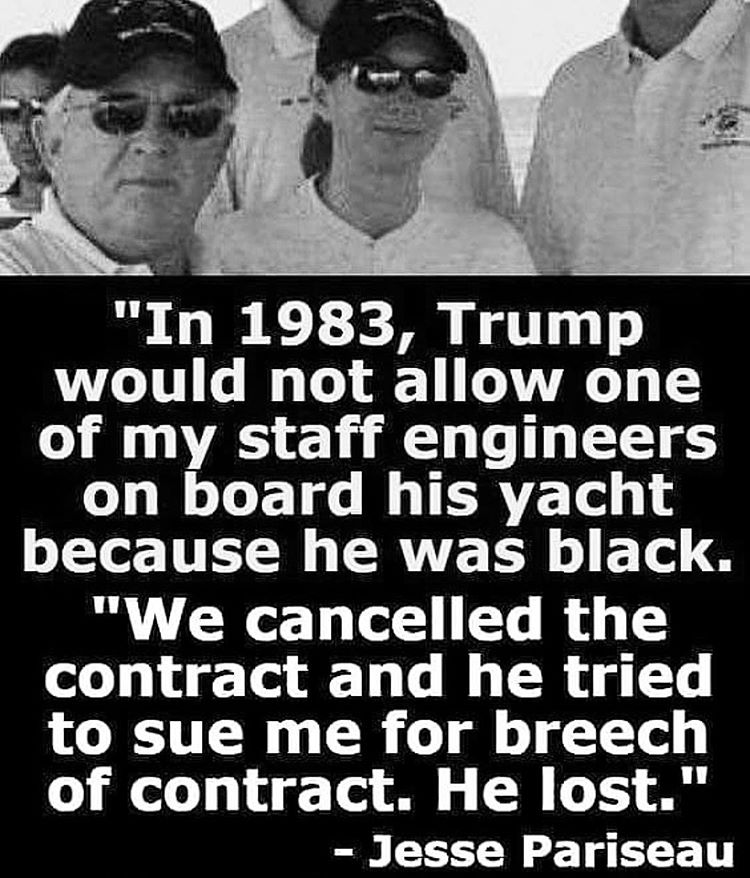 "In 1983, Trump
would not allow one
of my staff engineers
on board his yacht
because he was black.
"We cancelled the
contract and he tried
to sue me for breech
of contract. He lost."
- Jesse Pariseau